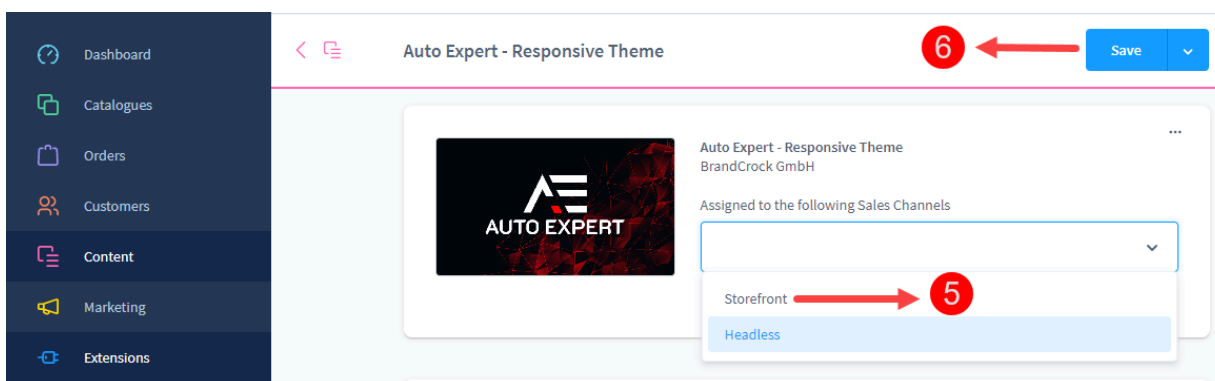 Dashboard
Catalogues
Orders
Customers
Content
Marketing
Extensions
Auto Expert - Responsive Theme
6
Save
AE
AUTO EXPERT
Auto Expert - Responsive Theme
BrandCrock GmbH
Assigned to the following Sales Channels
Storefront
5
Headless